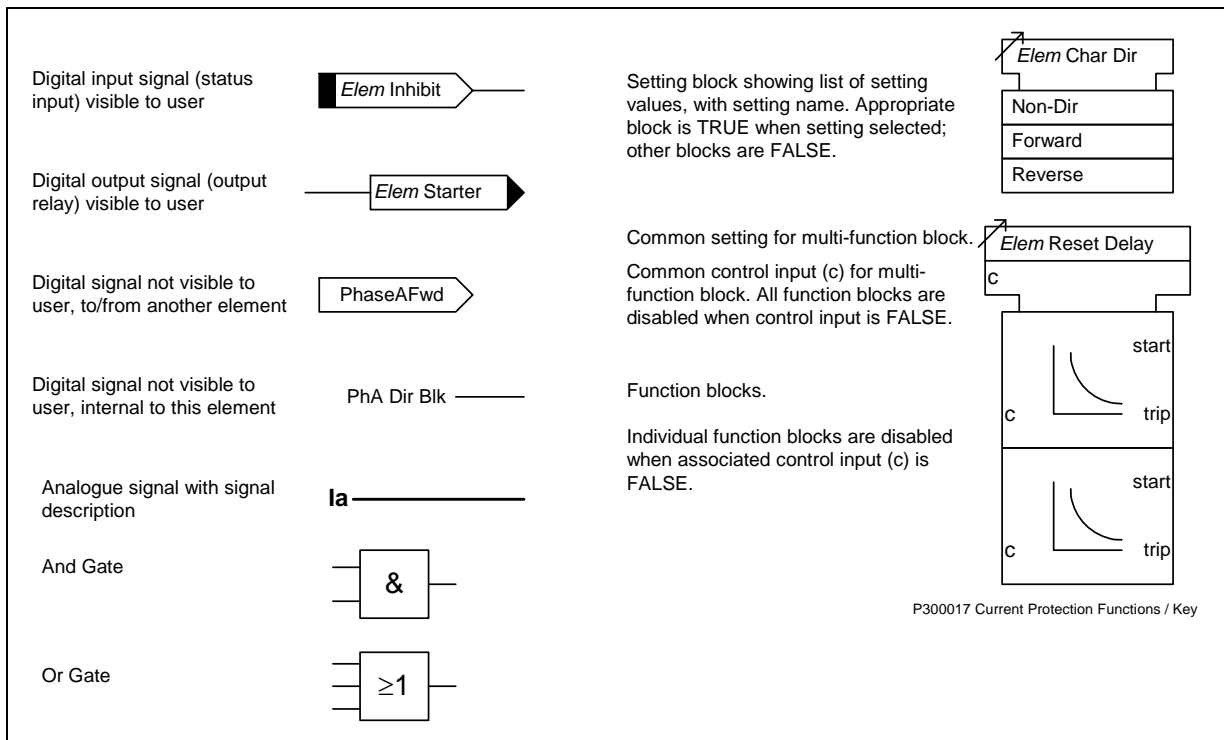 Digital input signal (status
input) visible to user
Elem Inhibit
Digital output signal (output
relay) visible to user
Elem Starter
Digital signal not visible to
user, to/from another element
PhaseAFwd
Digital signal not visible to
user, internal to this element
PhA Dir Blk
Analogue signal with signal
description
Ia
And Gate
&
Or Gate
≥1
Setting block showing list of setting
values, with setting name. Appropriate
block is TRUE when setting selected;
other blocks are FALSE.
Elem Char Dir
Non-Dir
Forward
Reverse
Common setting for multi-function block.
Elem Reset Delay
Common control input (c) for multi-
function block. All function blocks are
disabled when control input is FALSE.
c
Function blocks.
Individual function blocks are disabled
when associated control input (c) is
FALSE.
start
c
trip
start
c
trip
P300017 Current Protection Functions / Key